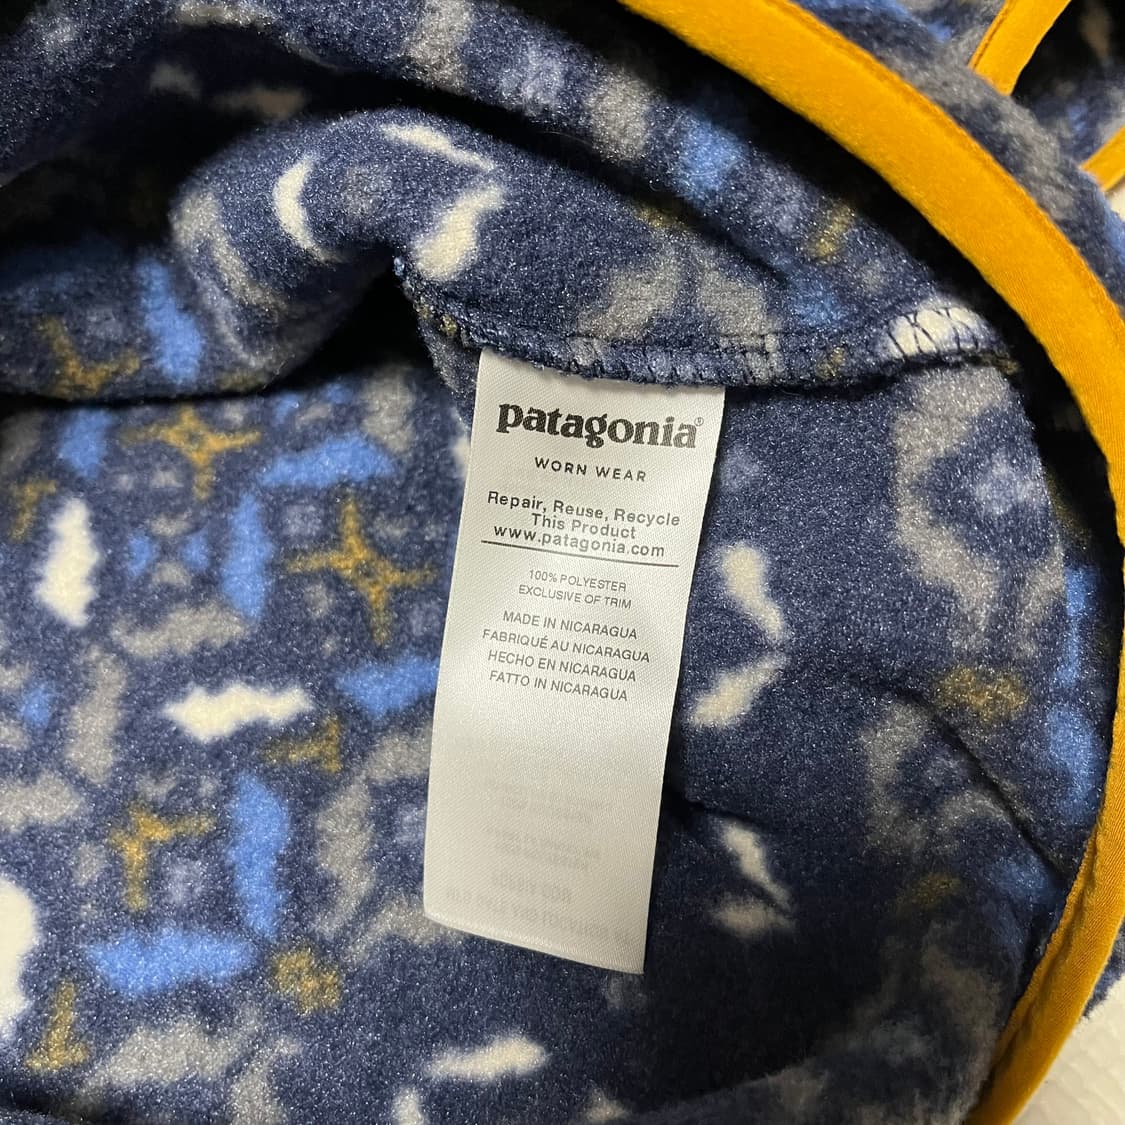 patagonia®
WORN WEAR
Repair, Reuse, Recycle
This Product
www.patagonia.com
100% POLYESTER
EXCLUSIVE OF TRIM
MADE IN NICARAGUA
FABRIQUÉ AU NICARAGUA
HECHO EN NICARAGUA
FATTO IN NICARAGUA